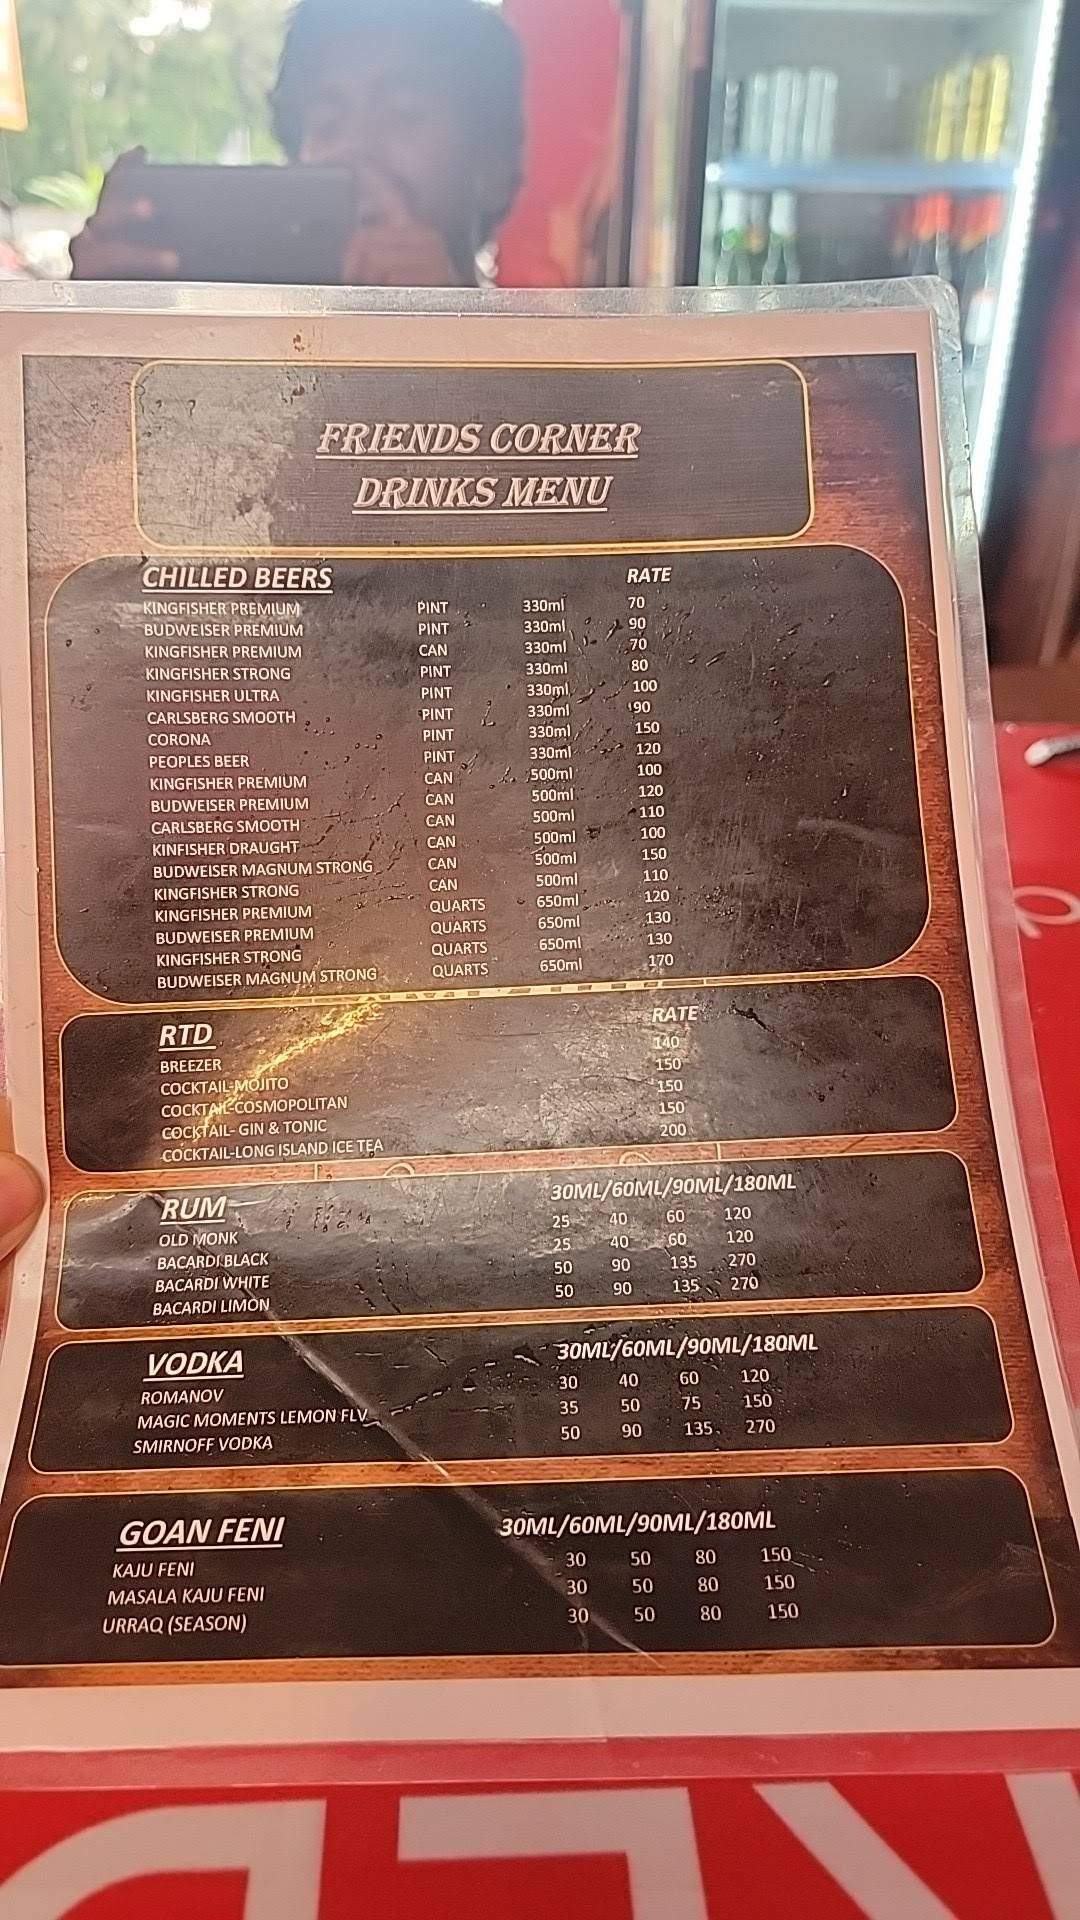 FRIENDS CORNER
DRINKS MENU
CHILLED BEERS RATE
KINGFISHER PREMIUM PINT 330ml 70
BUDWEISER PREMIUM PINT 330ml 90
KINGFISHER PREMIUM CAN 330ml 70
KINGFISHER STRONG PINT 330ml 80
KINGFISHER ULTRA PINT 330ml 100
CARLSBERG SMOOTH PINT 330ml 90
CORONA PINT 330ml 150
PEOPLES BEER PINT 330ml 120
KINGFISHER PREMIUM CAN 500ml 100
BUDWEISER PREMIUM CAN 500ml 120
CARLSBERG SMOOTH CAN 500ml 110
KINFISHER DRAUGHT CAN 500ml 100
BUDWEISER MAGNUM STRONG CAN 500ml 150
KINGFISHER STRONG CAN 500ml 110
KINGFISHER PREMIUM QUARTS 650ml 120
BUDWEISER PREMIUM QUARTS 650ml 130
KINGFISHER STRONG QUARTS 650ml 130
BUDWEISER MAGNUM STRONG QUARTS 650ml 170
RTD RATE
BREEZER 140
COCKTAIL-MOJITO 150
COCKTAIL-COSMOPOLITAN 150
COCKTAIL- GIN & TONIC 150
COCKTAIL-LONG ISLAND ICE TEA 200
RUM 30ML/60ML/90ML/180ML
OLD MONK 25 40 60 120
BACARDI BLACK 25 40 60 120
BACARDI WHITE 50 90 135 270
BACARDI LIMON 50 90 135 270
VODKA 30ML/60ML/90ML/180ML
ROMANOV 30 40 60 120
MAGIC MOMENTS LEMON FLV 35 50 75 150
SMIRNOFF VODKA 50 90 135 270
GOAN FENI 30ML/60ML/90ML/180ML
KAJU FENI 30 50 80 150
MASALA KAJU FENI 30 50 80 150
URRAQ (SEASON) 30 50 80 150